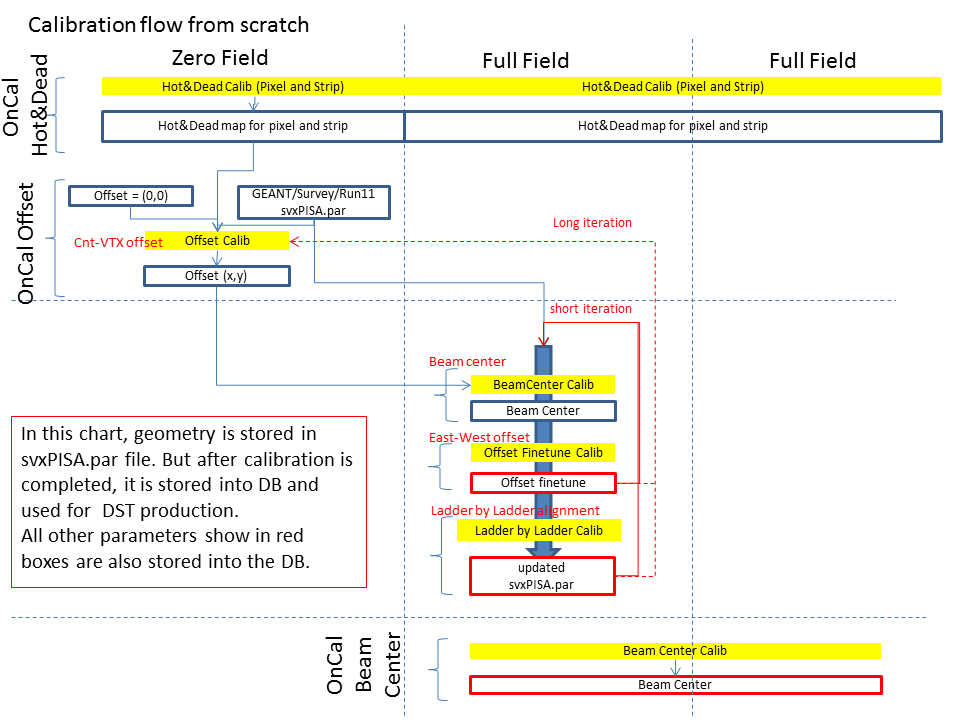 Calibration flow from scratch
Zero Field
Full Field
Full Field
OnCal
Hot&Dead
Hot&Dead Calib (Pixel and Strip)
Hot&Dead Calib (Pixel and Strip)
Hot&Dead map for pixel and strip
Hot&Dead map for pixel and strip
OnCal Offset
Offset = (0,0)
GEANT/Survey/Run11
svxPISA.par
Cnt-VTX offset
Offset Calib
Long iteration
Offset (x,y)
short iteration
Beam center
BeamCenter Calib
Beam Center
East-West offset
Offset Finetune Calib
Offset finetune
Ladder by Ladder alignment
Ladder by Ladder Calib
updated
svxPISA.par
In this chart, geometry is stored in
svxPISA.par file. But after calibration is
completed, it is stored into DB and
used for DST production.
All other parameters show in red
boxes are also stored into the DB.
OnCal
Beam
Center
Beam Center Calib
Beam Center